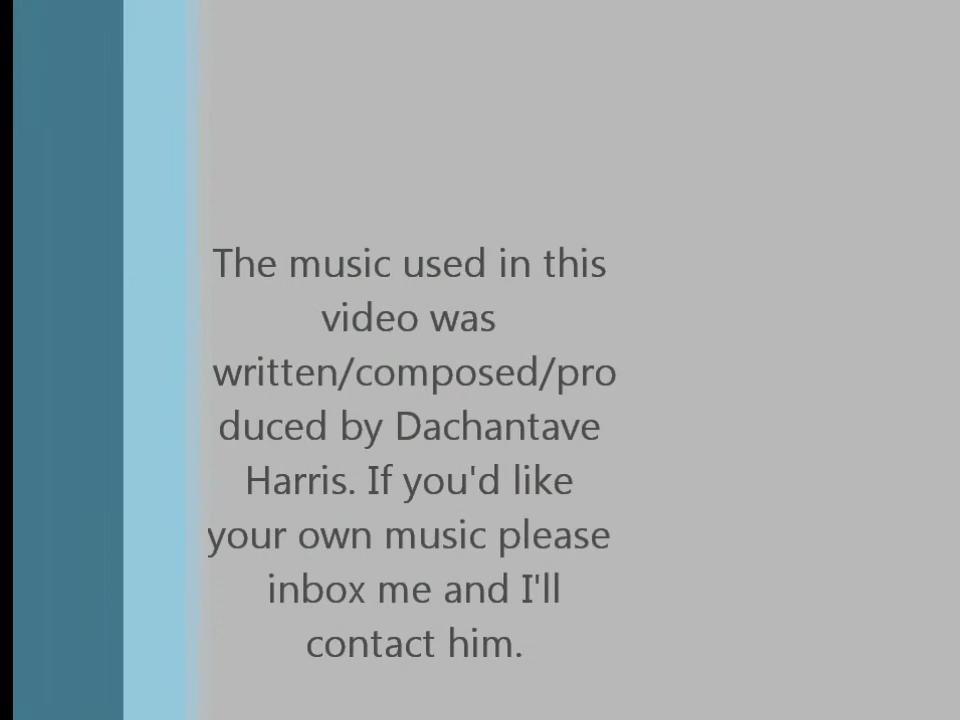 The music used in this
video was
written/composed/pro
duced by Dachantave
Harris. If you'd like
your own music please
inbox me and I'll
contact him.